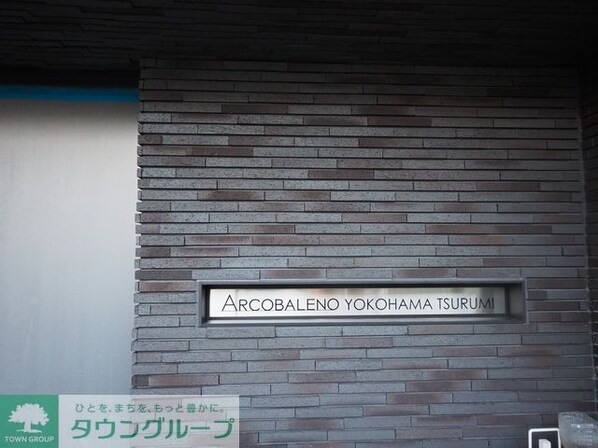 ARCOBALENO YOKOHAMA TSURUMI
ひとを、まちを、もっと豊かに。
タウングループ
TOWN GROUP